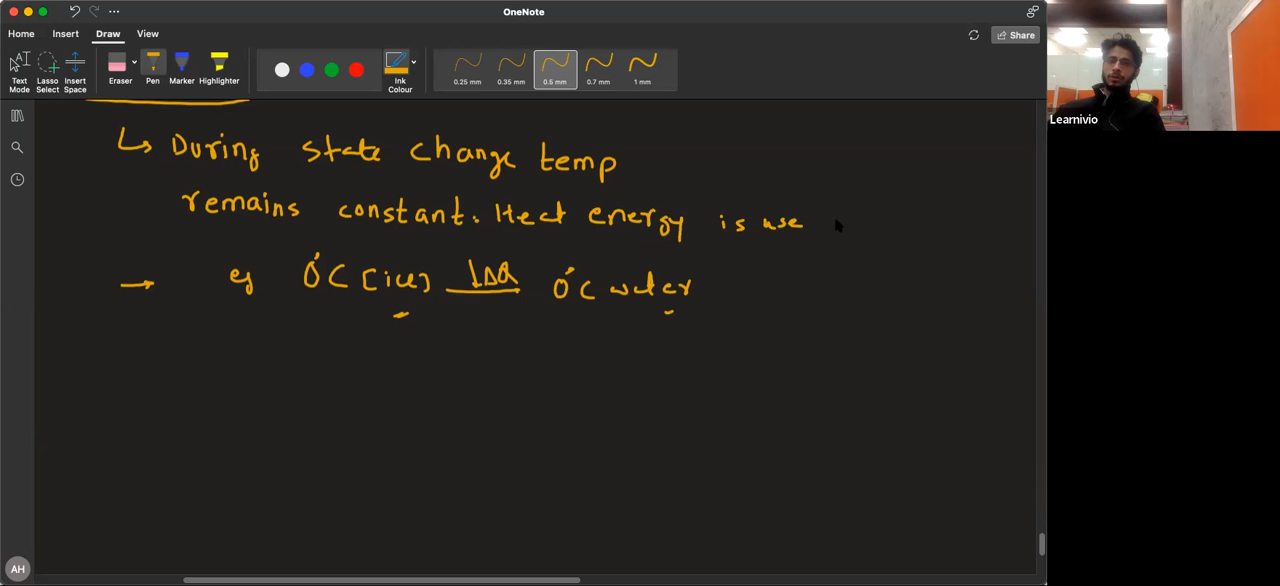 OneNote
Home Insert Draw View
Share
Text Mode
Lasso Select
Insert Space
Eraser
Pen
Marker
Highlighter
Ink Colour
0.25 mm
0.35 mm
0.5 mm
0.7 mm
1 mm
Learnivio
↳ During state change temp
remains constant. Heat energy is use
→ eg 0°C [ice] ΔQ 0°C water
AH